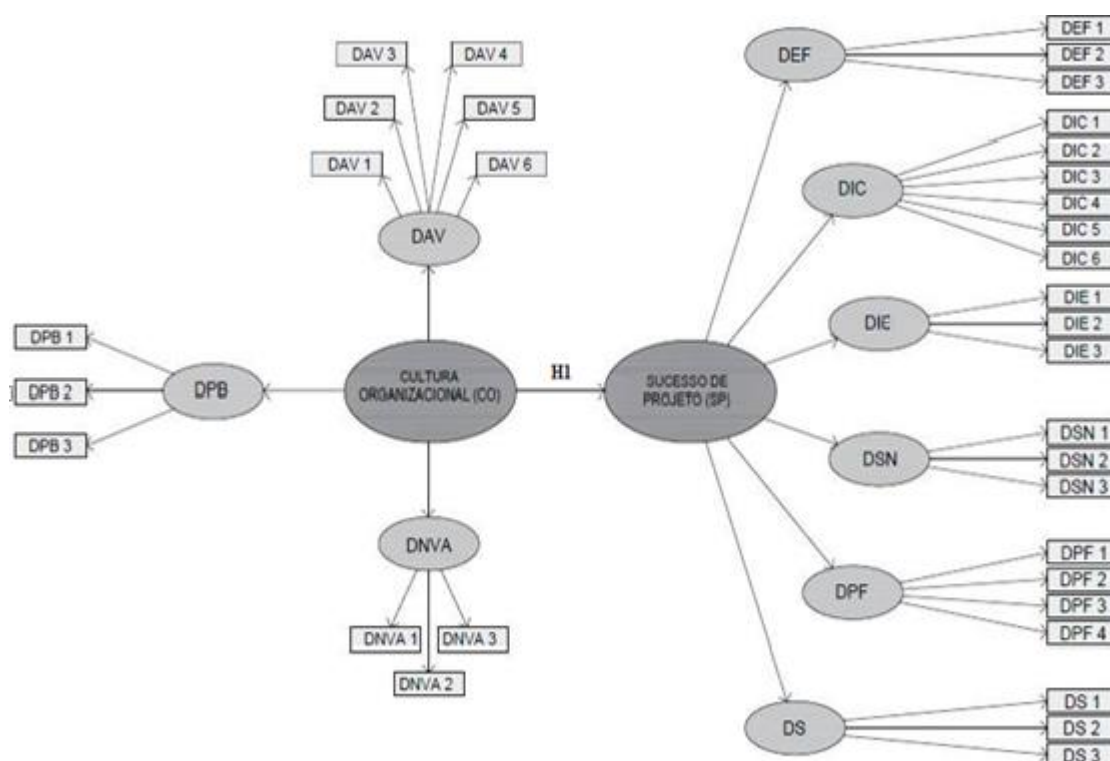 DAV 3
DAV 4
DAV 2
DAV 5
DAV 1
DAV 6
DAV
DPB 1
DPB 2
DPB 3
DPB
CULTURA
ORGANIZACIONAL (CO)
H1
SUCESSO DE
PROJETO (SP)
DNVA
DNVA 1
DNVA 3
DNVA 2
DEF
DEF 1
DEF 2
DEF 3
DIC
DIC 1
DIC 2
DIC 3
DIC 4
DIC 5
DIC 6
DIE
DIE 1
DIE 2
DIE 3
DSN
DSN 1
DSN 2
DSN 3
DPF
DPF 1
DPF 2
DPF 3
DPF 4
DS
DS 1
DS 2
DS 3